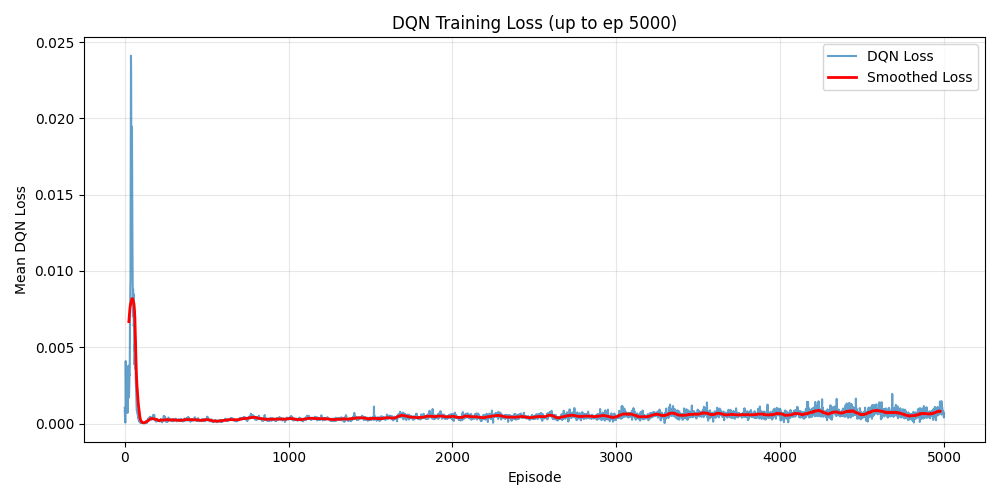 DQN Training Loss (up to ep 5000)
DQN Loss
Smoothed Loss
Mean DQN Loss
0.025
0.020
0.015
0.010
0.005
0.000
0 1000 2000 3000 4000 5000
Episode